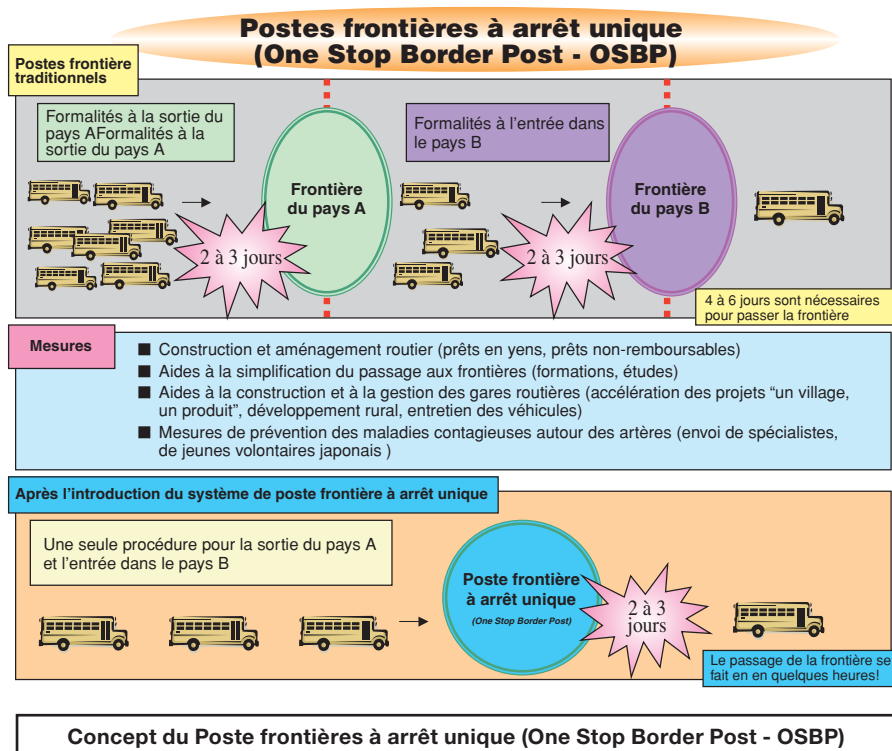 Postes frontières à arrêt unique
(One Stop Border Post - OSBP)
Postes frontière
traditionnels
Formalités à la sortie du
pays AFormalités à la
sortie du pays A
Frontière
du pays A
2 à 3 jours
Formalités à l'entrée dans
le pays B
Frontière
du pays B
2 à 3 jours
4 à 6 jours sont nécessaires
pour passer la frontière
Mesures
■ Construction et aménagement routier (prêts en yens, prêts non-remboursables)
■ Aides à la simplification du passage aux frontières (formations, études)
■ Aides à la construction et à la gestion des gares routières (accélération des projets “un village,
un produit”, développement rural, entretien des véhicules)
■ Mesures de prévention des maladies contagieuses autour des artères (envoi de spécialistes,
de jeunes volontaires japonais )
Après l'introduction du système de poste frontière à arrêt unique
Une seule procédure pour la sortie du pays A
et l'entrée dans le pays B
Poste frontière
à arrêt unique
(One Stop Border Post)
2 à 3
jours
Le passage de la frontière se
fait en en quelques heures!
Concept du Poste frontières à arrêt unique (One Stop Border Post - OSBP)